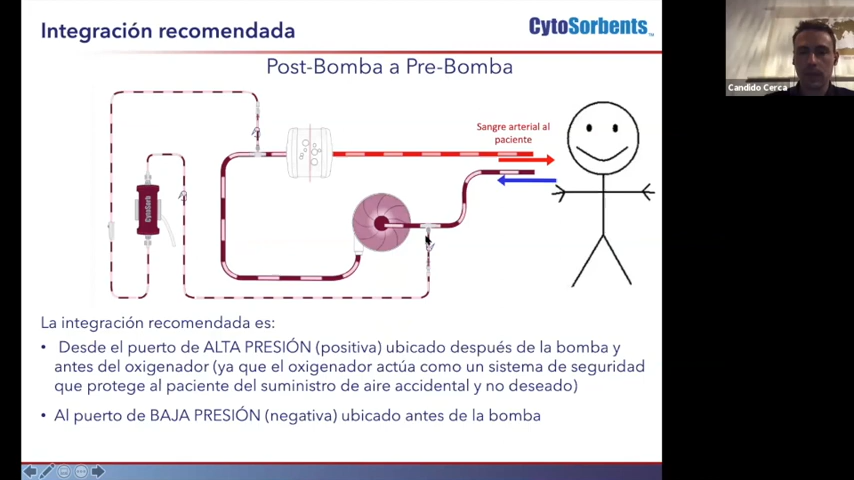 Integración recomendada
CytoSorbents™
Post-Bomba a Pre-Bomba
Candido Cerca
Sangre arterial al
paciente
CytoSorb
La integración recomendada es:
• Desde el puerto de ALTA PRESIÓN (positiva) ubicado después de la bomba y
antes del oxigenador (ya que el oxigenador actúa como un sistema de seguridad
que protege al paciente del suministro de aire accidental y no deseado)
• Al puerto de BAJA PRESIÓN (negativa) ubicado antes de la bomba